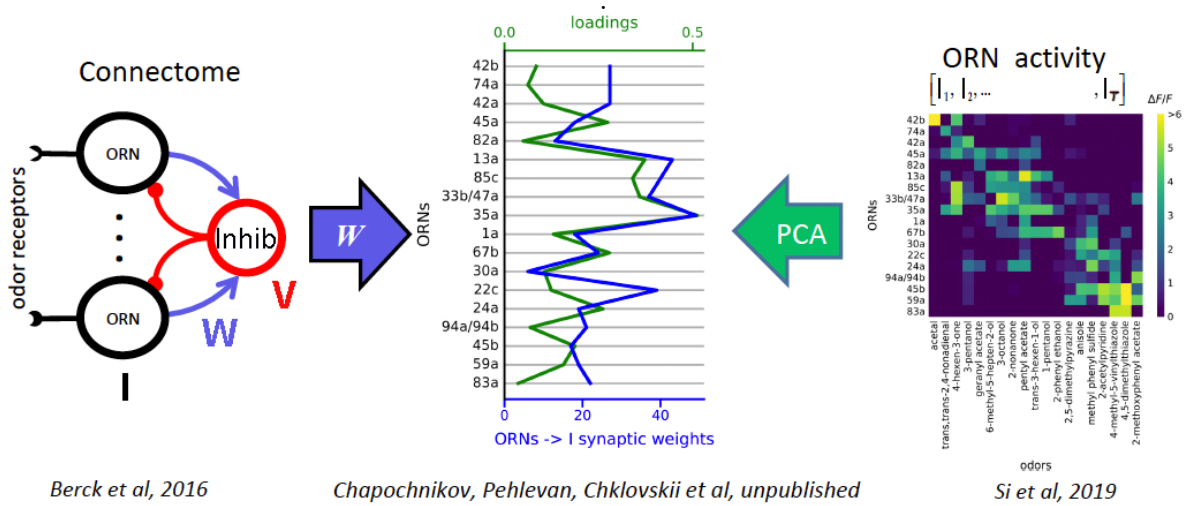 Connectome
odor receptors
ORN
ORN
Inhib
W
V
I
W
loadings
0.0
0.5
ORNs
42b
74a
42a
45a
82a
13a
85c
33b/47a
35a
1a
67b
30a
22c
24a
94a/94b
45b
59a
83a
0
20
40
ORNs -> I synaptic weights
PCA
ORN activity
[I1, I2,... , IT]
ΔF/F
>6
5
4
3
2
1
0
ORNs
42b
74a
42a
45a
82a
13a
85c
33b/47a
35a
1a
67b
30a
22c
24a
94a/94b
45b
59a
83a
acetal
trans,trans-2,4-nonadienal
4-hexen-3-one
3-pentanol
geranyl acetate
6-methyl-5-hepten-2-ol
3-octanol
2-nonanone
pentyl acetate
trans-3-hexen-1-ol
1-pentanol
2-phenyl ethanol
2,5-dimethylpyrazine
anisole
methyl phenyl sulfide
2-acetylpyridine
4-methyl-5-vinylthiazole
4,5-dimethylthiazole
2-methoxyphenyl acetate
odors
Berck et al, 2016
Chapochnikov, Pehlevan, Chklovskii et al, unpublished
Si et al, 2019